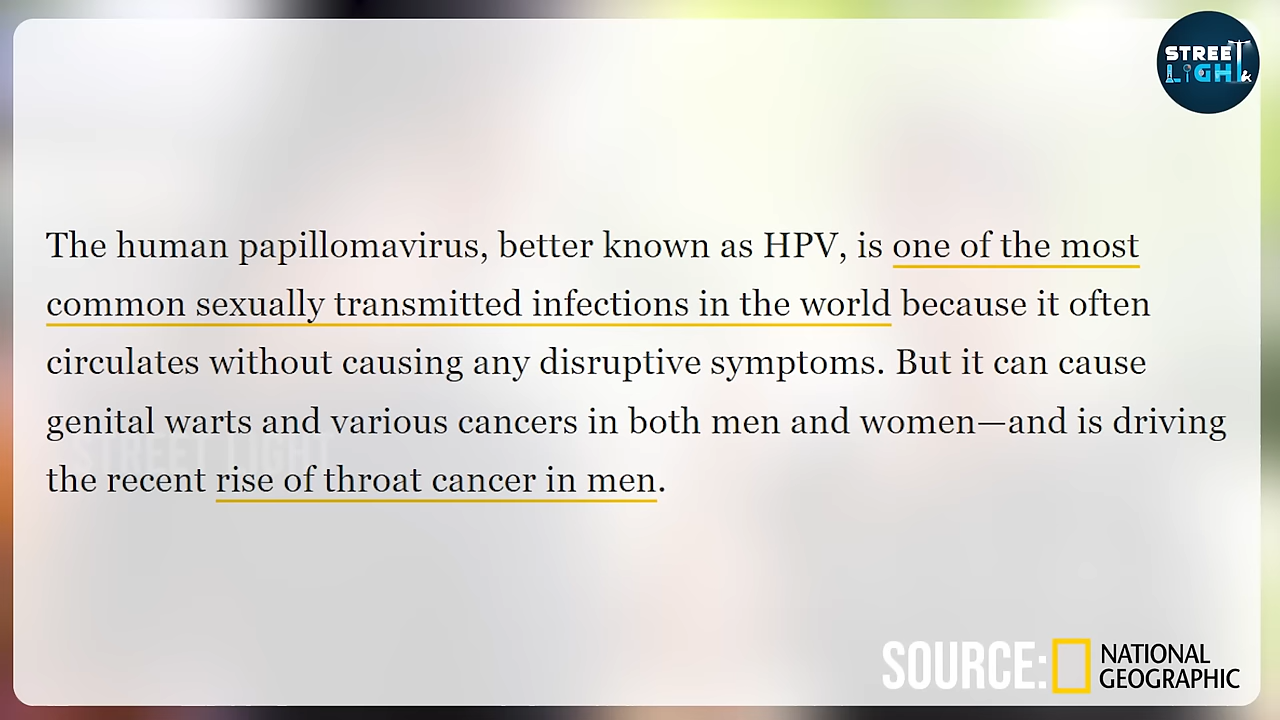 STREET
LIGHT
The human papillomavirus, better known as HPV, is one of the most
common sexually transmitted infections in the world because it often
circulates without causing any disruptive symptoms. But it can cause
genital warts and various cancers in both men and women—and is driving
STREET LIGHT
the recent rise of throat cancer in men.
SOURCE: NATIONAL
GEOGRAPHIC